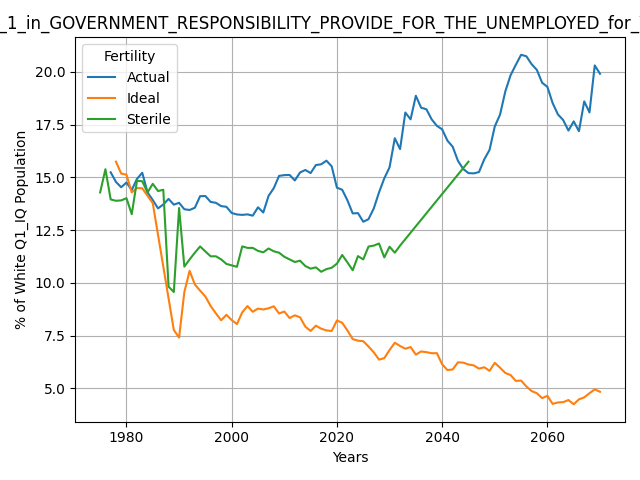 _1_in_GOVERNMENT_RESPONSIBILITY_PROVIDE_FOR_THE_UNEMPLOYED_for_
Fertility
Actual
Ideal
Sterile
% of White Q1_IQ Population
20.0
17.5
15.0
12.5
10.0
7.5
5.0
1980 2000 2020 2040 2060
Years